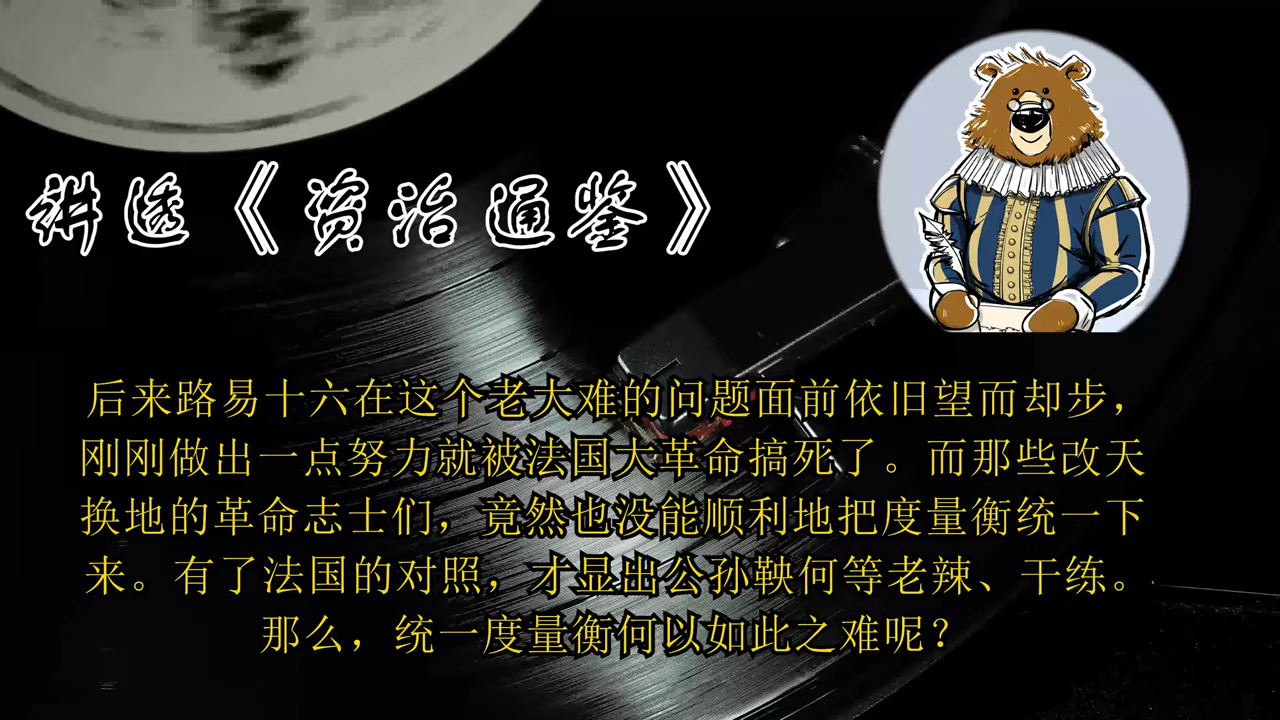 讲透《资治通鉴》
后来路易十六在这个老大难的问题面前依旧望而却步，
刚刚做出一点努力就被法国大革命搞死了。而那些改天
换地的革命志士们，竟然也没能顺利地把度量衡统一下
来。有了法国的对照，才显出公孙鞅何等老辣、干练。
那么，统一度量衡何以如此之难呢？